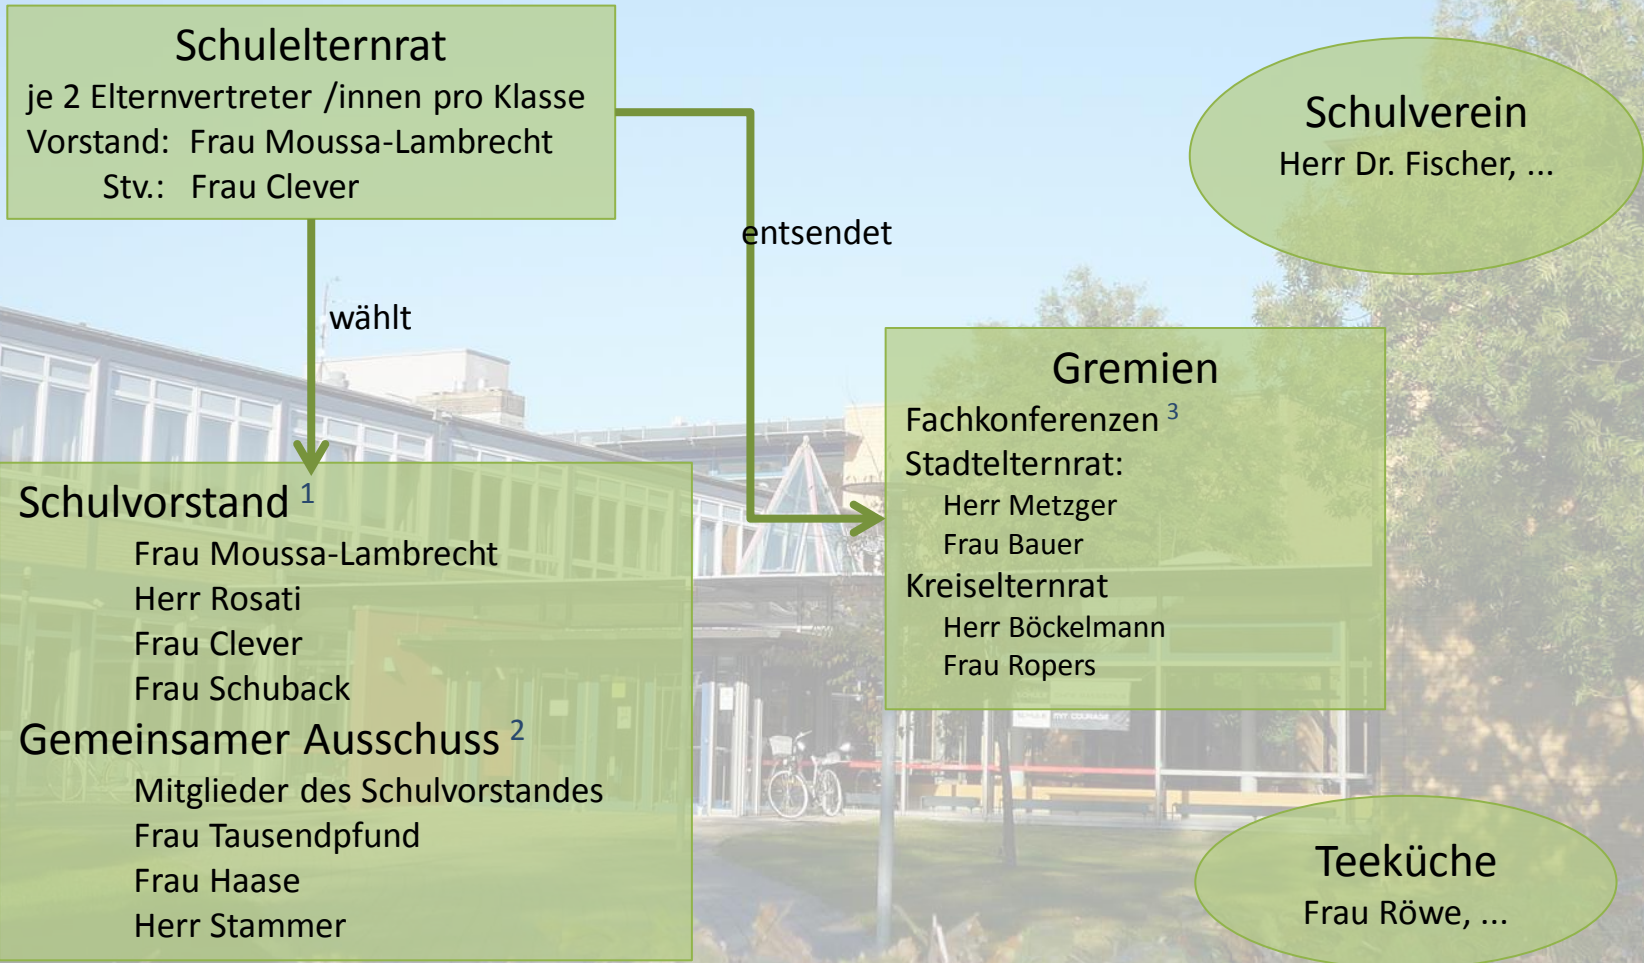 Schulelternrat
je 2 Elternvertreter /innen pro Klasse
Vorstand: Frau Moussa-Lambrecht
Stv.: Frau Clever
Schulverein
Herr Dr. Fischer, ...
entsendet
wählt
Gremien
Fachkonferenzen 3
Stadtelternrat:
Herr Metzger
Frau Bauer
Kreiselternrat
Herr Böckelmann
Frau Ropers
Schulvorstand 1
Frau Moussa-Lambrecht
Herr Rosati
Frau Clever
Frau Schuback
Gemeinsamer Ausschuss 2
Mitglieder des Schulvorstandes
Frau Tausendpfund
Frau Haase
Herr Stammer
Teeküche
Frau Röwe, ...